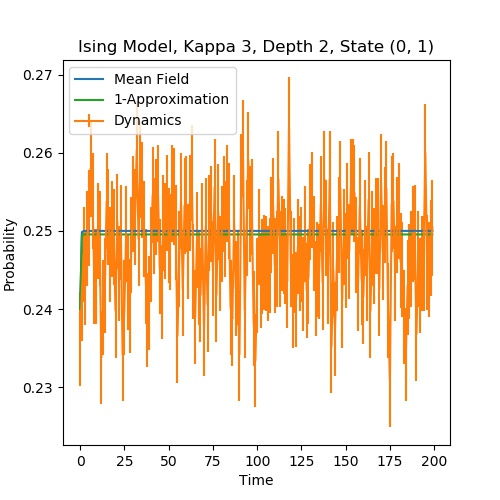 Ising Model, Kappa 3, Depth 2, State (0, 1)
Mean Field
1-Approximation
Dynamics
0.27
0.26
0.25
0.24
0.23
Probability
0 25 50 75 100 125 150 175 200
Time